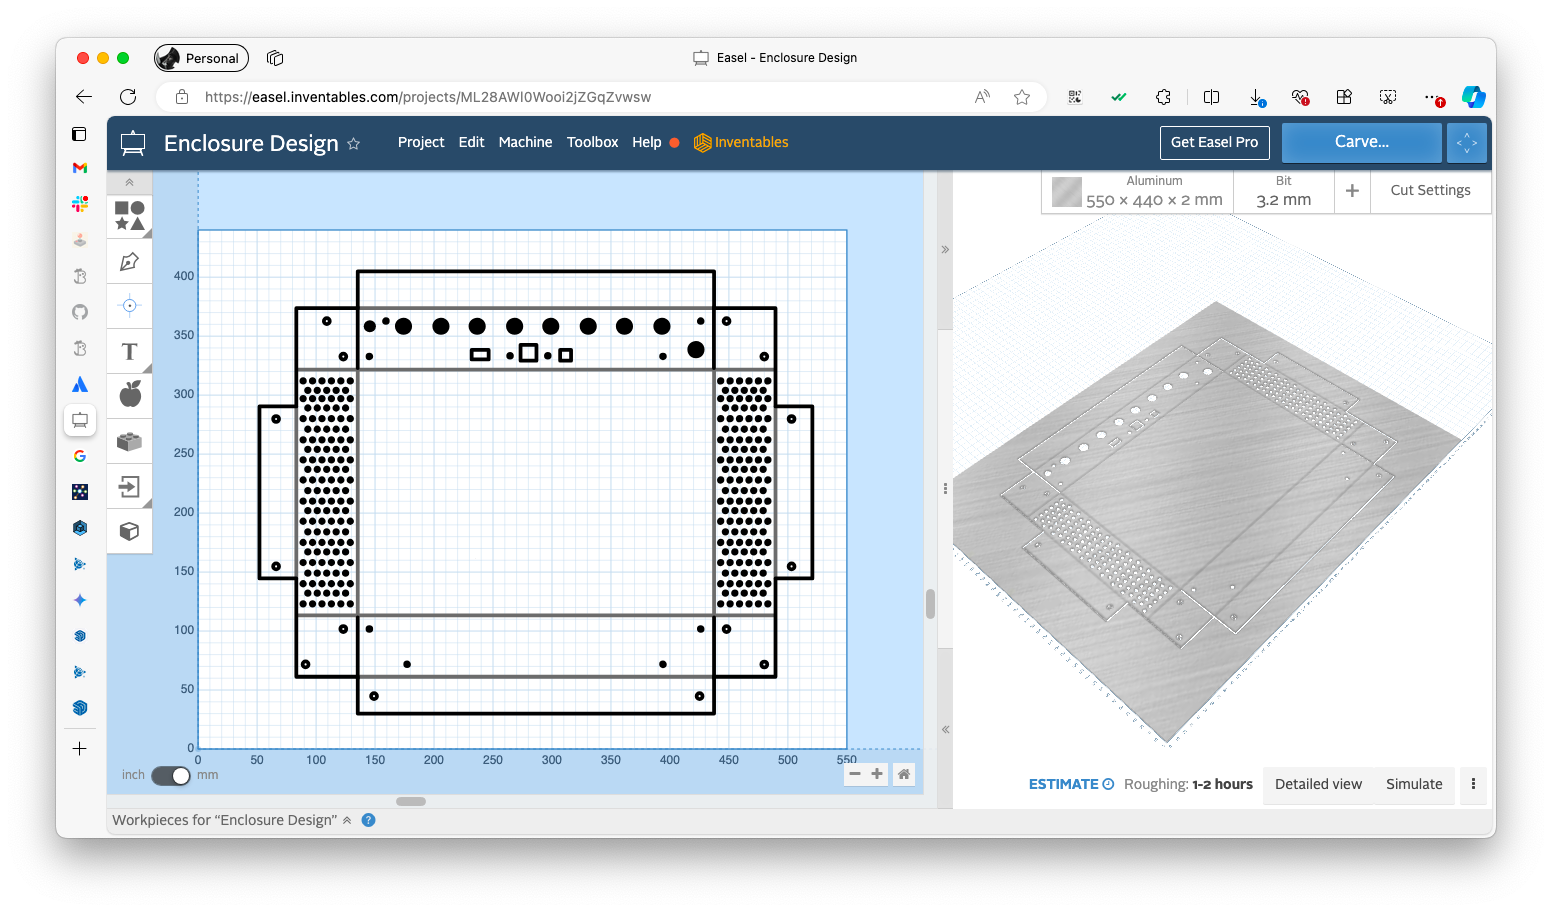 Personal
Easel - Enclosure Design
https://easel.inventables.com/projects/ML28AWl0Wooi2jZGqZvwsw
Enclosure Design
Project Edit Machine Toolbox Help Inventables
Get Easel Pro
Carve...
Aluminum
550 × 440 × 2 mm
Bit
3.2 mm
Cut Settings
T
400
350
300
250
200
150
100
50
0
0 50 100 150 200 250 300 350 400 450 500 550
inch mm
ESTIMATE Roughing: 1-2 hours
Detailed view
Simulate
Workpieces for “Enclosure Design” ?